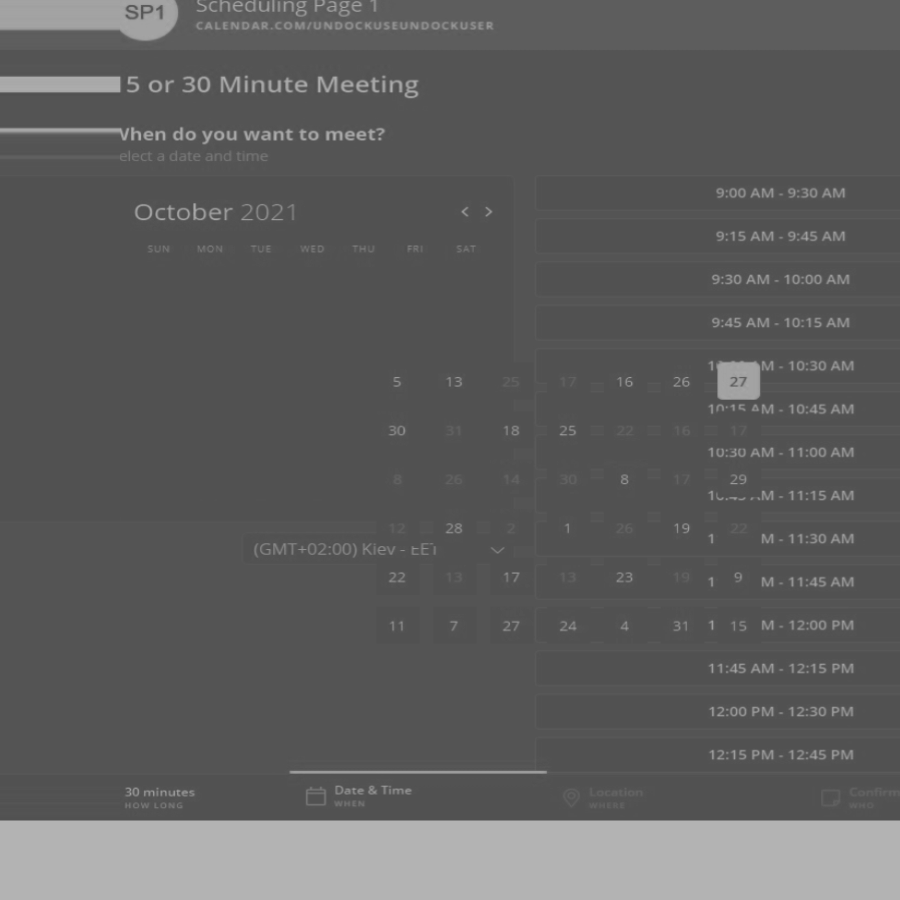 SP1
Scheduling Page 1
CALENDAR.COM/UNDOCKUSEUNDOCKUSER
5 or 30 Minute Meeting
When do you want to meet?
elect a date and time
October 2021
SUN MON TUE WED THU FRI SAT
9:00 AM - 9:30 AM
9:15 AM - 9:45 AM
9:30 AM - 10:00 AM
9:45 AM - 10:15 AM
M - 10:30 AM
5 13 25 17 16 26 27
10:15 AM - 10:45 AM
30 31 18 25 22 16 17
10:30 AM - 11:00 AM
8 26 14 30 8 17 29
10:45 AM - 11:15 AM
12 28 2 1 26 19 22
1 M - 11:30 AM
(GMT+02:00) Kiev - EET
22 13 17 13 23 19 9
1 M - 11:45 AM
11 7 27 24 4 31 15
1 M - 12:00 PM
11:45 AM - 12:15 PM
12:00 PM - 12:30 PM
12:15 PM - 12:45 PM
30 minutes
HOW LONG
Date & Time
WHEN
Location
WHERE
Confirm
WHO